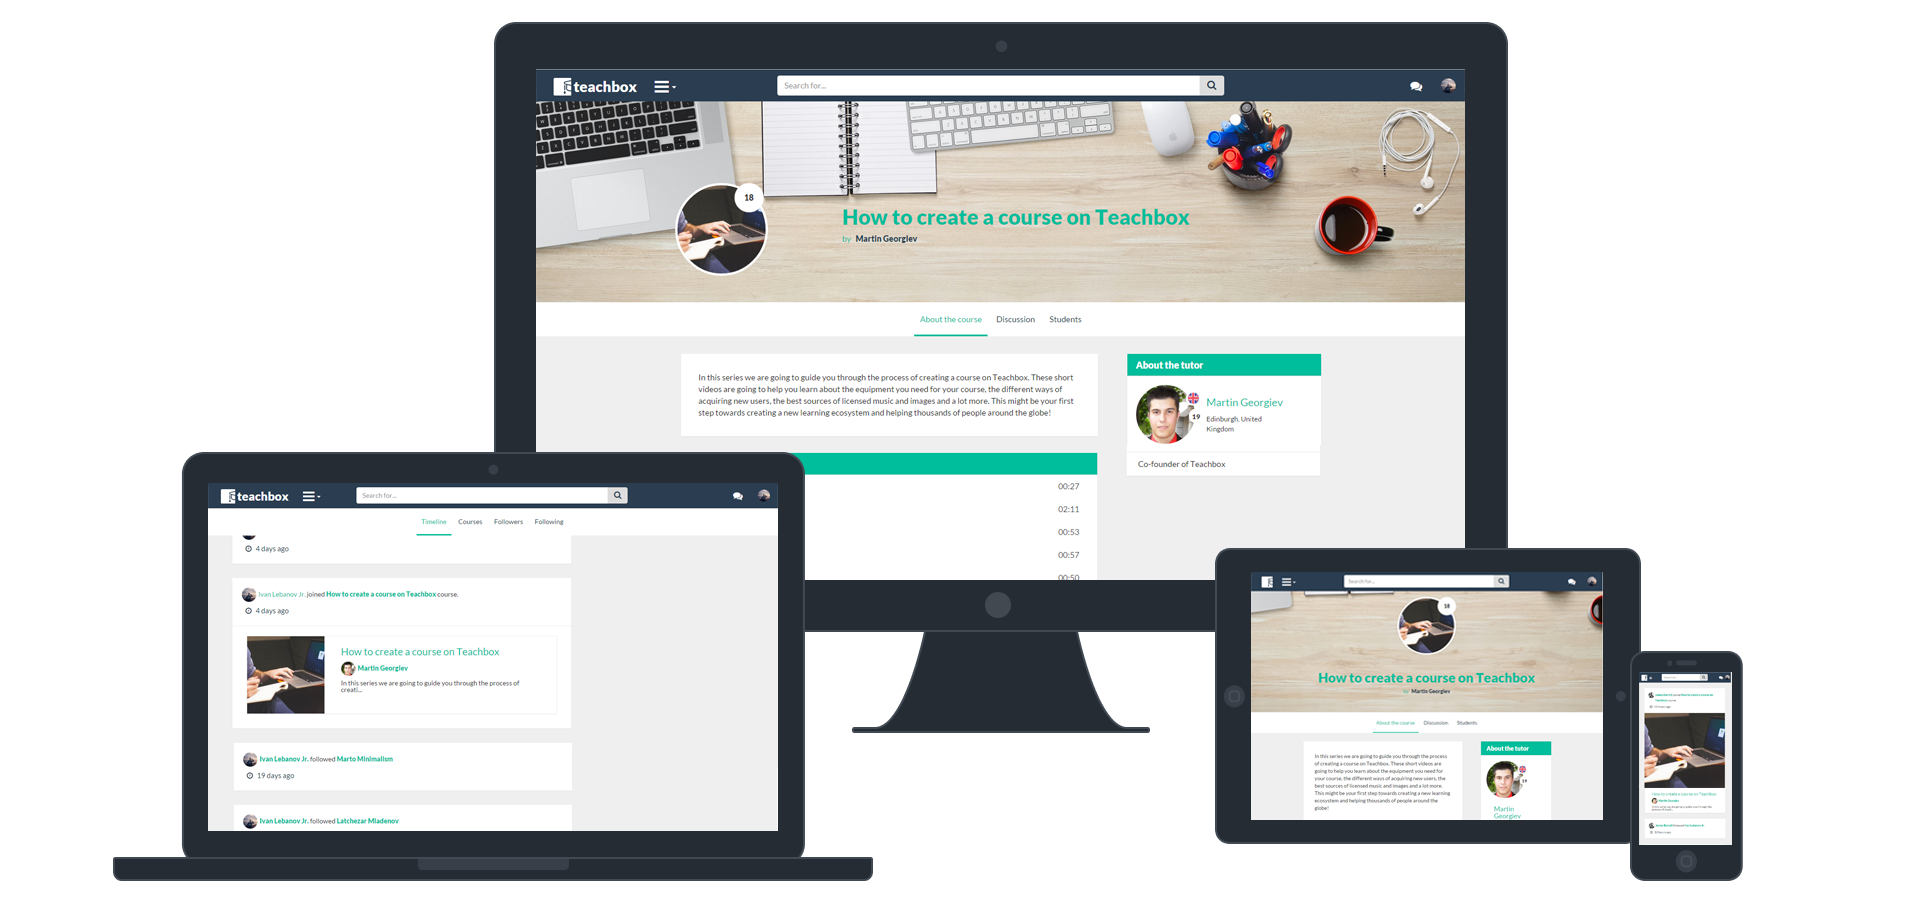 teachbox
Search for...
18
How to create a course on Teachbox
by Martin Georgiev
About the course Discussion Students
In this series we are going to guide you through the process of creating a course on Teachbox. These short
videos are going to help you learn about the equipment you need for your course, the different ways of
acquiring new users, the best sources of licensed music and images and a lot more. This might be your first
step towards creating a new learning ecosystem and helping thousands of people around the globe!
About the tutor
Martin Georgiev
19
Edinburgh, United
Kingdom
Co-founder of Teachbox
00:27
02:11
00:53
00:57
00:50
teachbox
Search for...
Timeline Courses Followers Following
4 days ago
Ivan Lebanov Jr. joined How to create a course on Teachbox course.
4 days ago
How to create a course on Teachbox
Martin Georgiev
In this series we are going to guide you through the process of
creati...
Ivan Lebanov Jr. followed Marto Minimalism
19 days ago
Ivan Lebanov Jr. followed Latchezar Mladenov
Search for...
18
How to create a course on Teachbox
by Martin Georgiev
About the course Discussion Students
In this series we are going to guide you through the process
of creating a course on Teachbox. These short videos are
going to help you learn about the equipment you need for
your course, the different ways of acquiring new users, the
best sources of licensed music and images and a lot more.
This might be your first step towards creating a new learning
ecosystem and helping thousands of people around the
globe!
About the tutor
19
Martin
Georgiev
How to create a course on Teachbox
Martin Georgiev